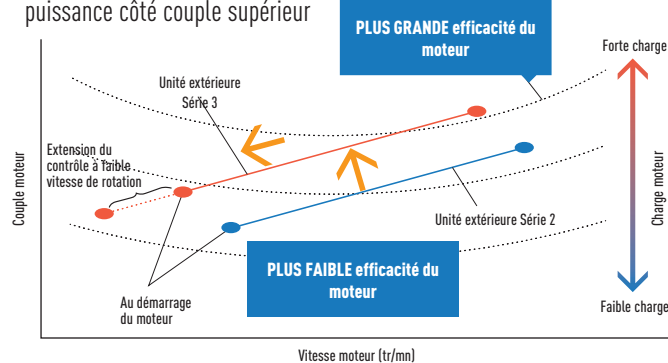 puissance côté couple supérieur
PLUS GRANDE efficacité du
moteur
Forte charge
Unité extérieure
Série 3
Extension du
contrôle à faible
vitesse de rotation
Couple moteur
Charge moteur
Unité extérieure Série 2
PLUS FAIBLE efficacité du
moteur
Au démarrage
du moteur
Faible charge
Vitesse moteur (tr/mn)